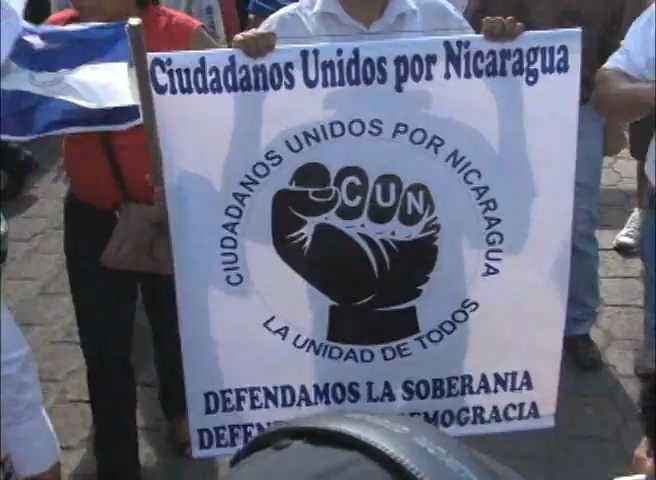 Ciudadanos Unidos por Nicaragua
CIUDADANOS UNIDOS POR NICARAGUA
CUN
LA UNIDAD DE TODOS
DEFENDAMOS LA SOBERANIA